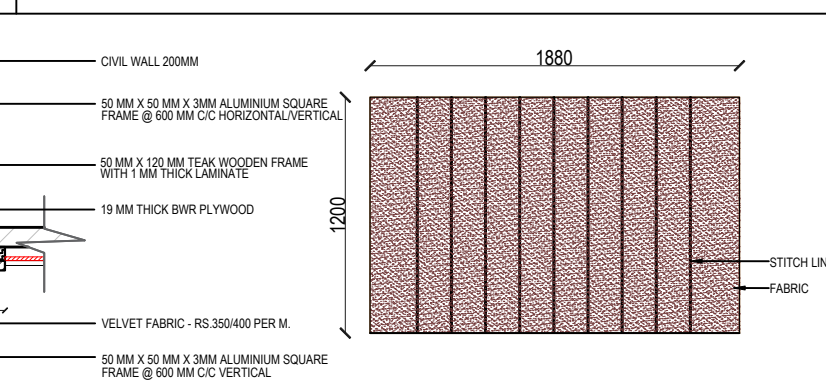 CIVIL WALL 200MM
50 MM X 50 MM X 3MM ALUMINIUM SQUARE
FRAME @ 600 MM C/C HORIZONTAL/VERTICAL
50 MM X 120 MM TEAK WOODEN FRAME
WITH 1 MM THICK LAMINATE
19 MM THICK BWR PLYWOOD
VELVET FABRIC - RS.350/400 PER M.
50 MM X 50 MM X 3MM ALUMINIUM SQUARE
FRAME @ 600 MM C/C VERTICAL
1880
1200
STITCH LIN
FABRIC